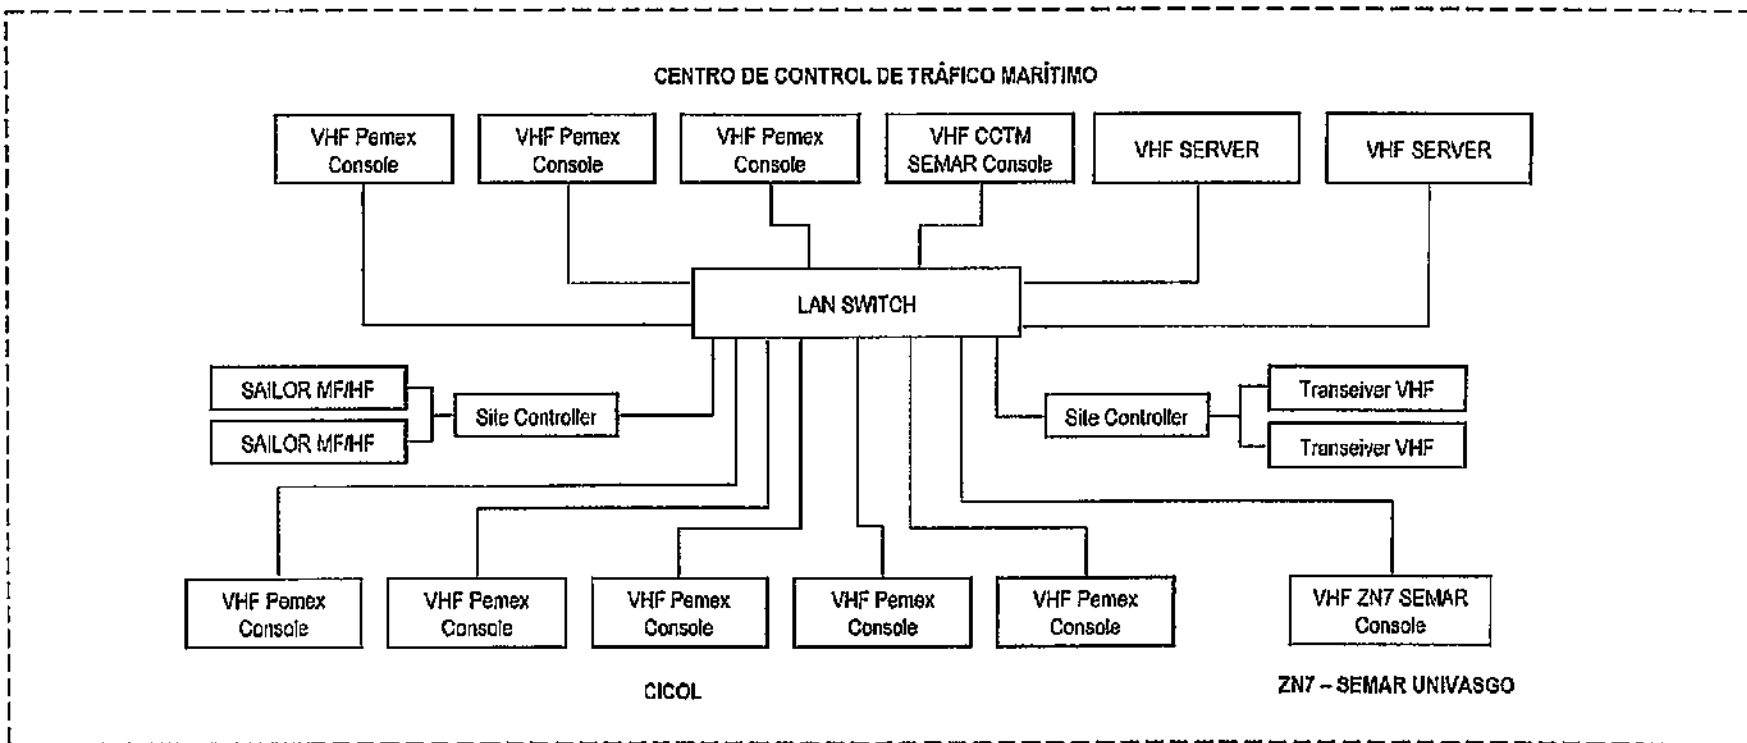 CENTRO DE CONTROL DE TRÁFICO MARÍTIMO
VHF Pemex
Console
VHF Pemex
Console
VHF Pemex
Console
VHF CCTM
SEMAR Console
VHF SERVER
VHF SERVER
LAN SWITCH
SAILOR MF/HF
SAILOR MF/HF
Site Controller
Site Controller
Transeiver VHF
Transeiver VHF
VHF Pemex
Console
VHF Pemex
Console
VHF Pemex
Console
VHF Pemex
Console
VHF Pemex
Console
VHF ZN7 SEMAR
Console
CICOL
ZN7 – SEMAR UNIVASGO